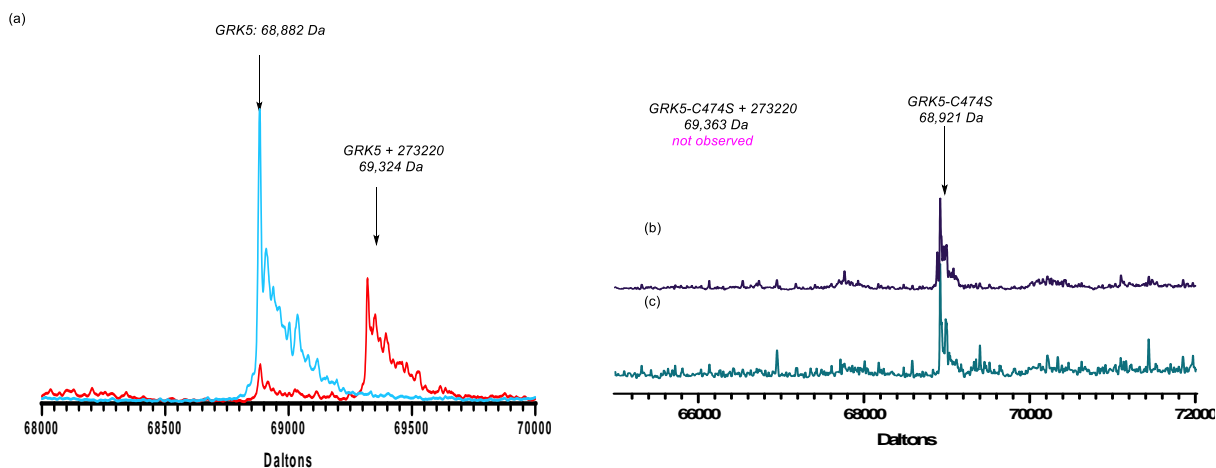 (a)
GRK5: 68,882 Da
GRK5 + 273220
69,324 Da
68000
68500
69000
69500
70000
Daltons
GRK5-C474S + 273220
69,363 Da
not observed
GRK5-C474S
68,921 Da
(b)
(c)
66000
68000
70000
72000
Daltons